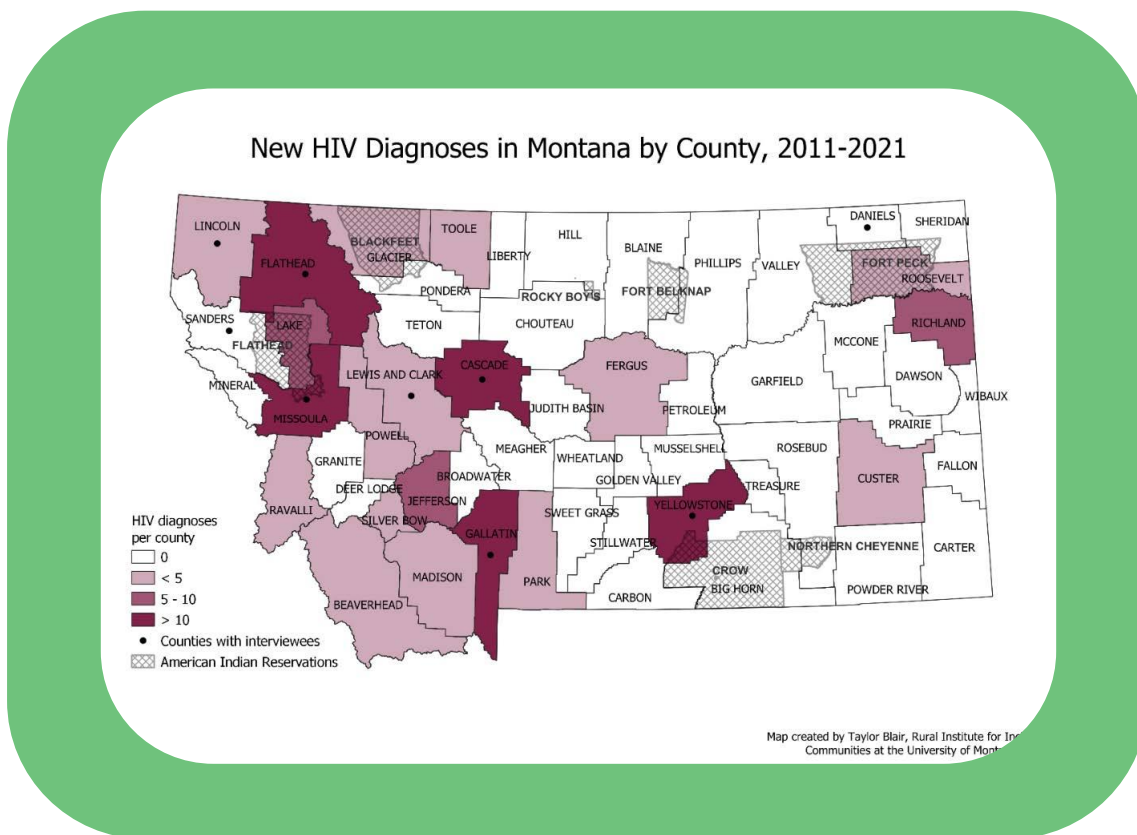 New HIV Diagnoses in Montana by County, 2011-2021
LINCOLN
FLATHEAD
BLACKFEET
GLACIER
TOOLE
LIBERTY
HILL
BLAINE
PHILLIPS
VALLEY
DANIELS
SHERIDAN
FORT PECK
ROOSEVELT
PONDERA
ROCKY BOY'S
FORT BELKNAP
SANDERS
FLATHEAD
LAKE
TETON
CHOUTEAU
RICHLAND
MCCONE
MINERAL
MISSOULA
LEWIS AND CLARK
CASCADE
FERGUS
GARFIELD
DAWSON
WIBAUX
JUDITH BASIN
PETROLEUM
PRAIRIE
POWELL
GRANITE
MEAGHER
WHEATLAND
MUSSELSHELL
ROSEBUD
FALLON
CUSTER
DEER LODGE
BROADWATER
GOLDEN VALLEY
TREASURE
RAVALLI
SILVER BOW
JEFFERSON
GALLATIN
SWEET GRASS
YELLOWSTONE
STILLWATER
NORTHERN CHEYENNE
CARTER
BEAVERHEAD
MADISON
PARK
CARBON
CROW
BIG HORN
POWDER RIVER
HIV diagnoses
per county
0
< 5
5 - 10
> 10
Counties with interviewees
American Indian Reservations
Map created by Taylor Blair, Rural Institute for
Communities at the University of